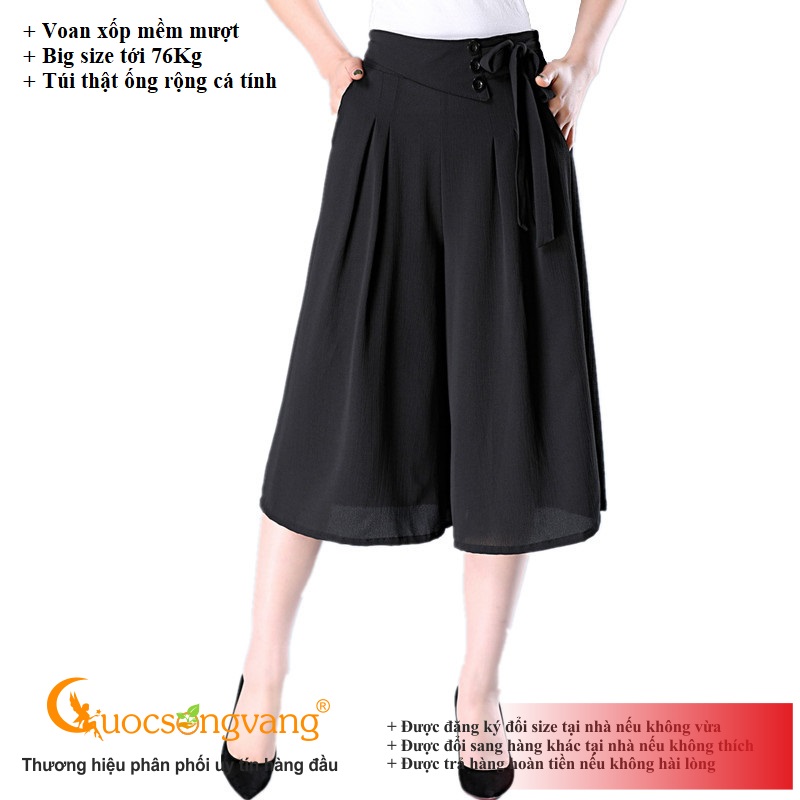 + Voan xốp mềm mượt
+ Big size tới 76Kg
+ Túi thật ống rộng cá tính
Cuocsongvang®
Thương hiệu phân phối uy tín hàng đầu
+ Được đăng ký đổi size tại nhà nếu không vừa
+ Được đổi sang hàng khác tại nhà nếu không thích
+ Được trả hàng hoàn tiền nếu không hài lòng